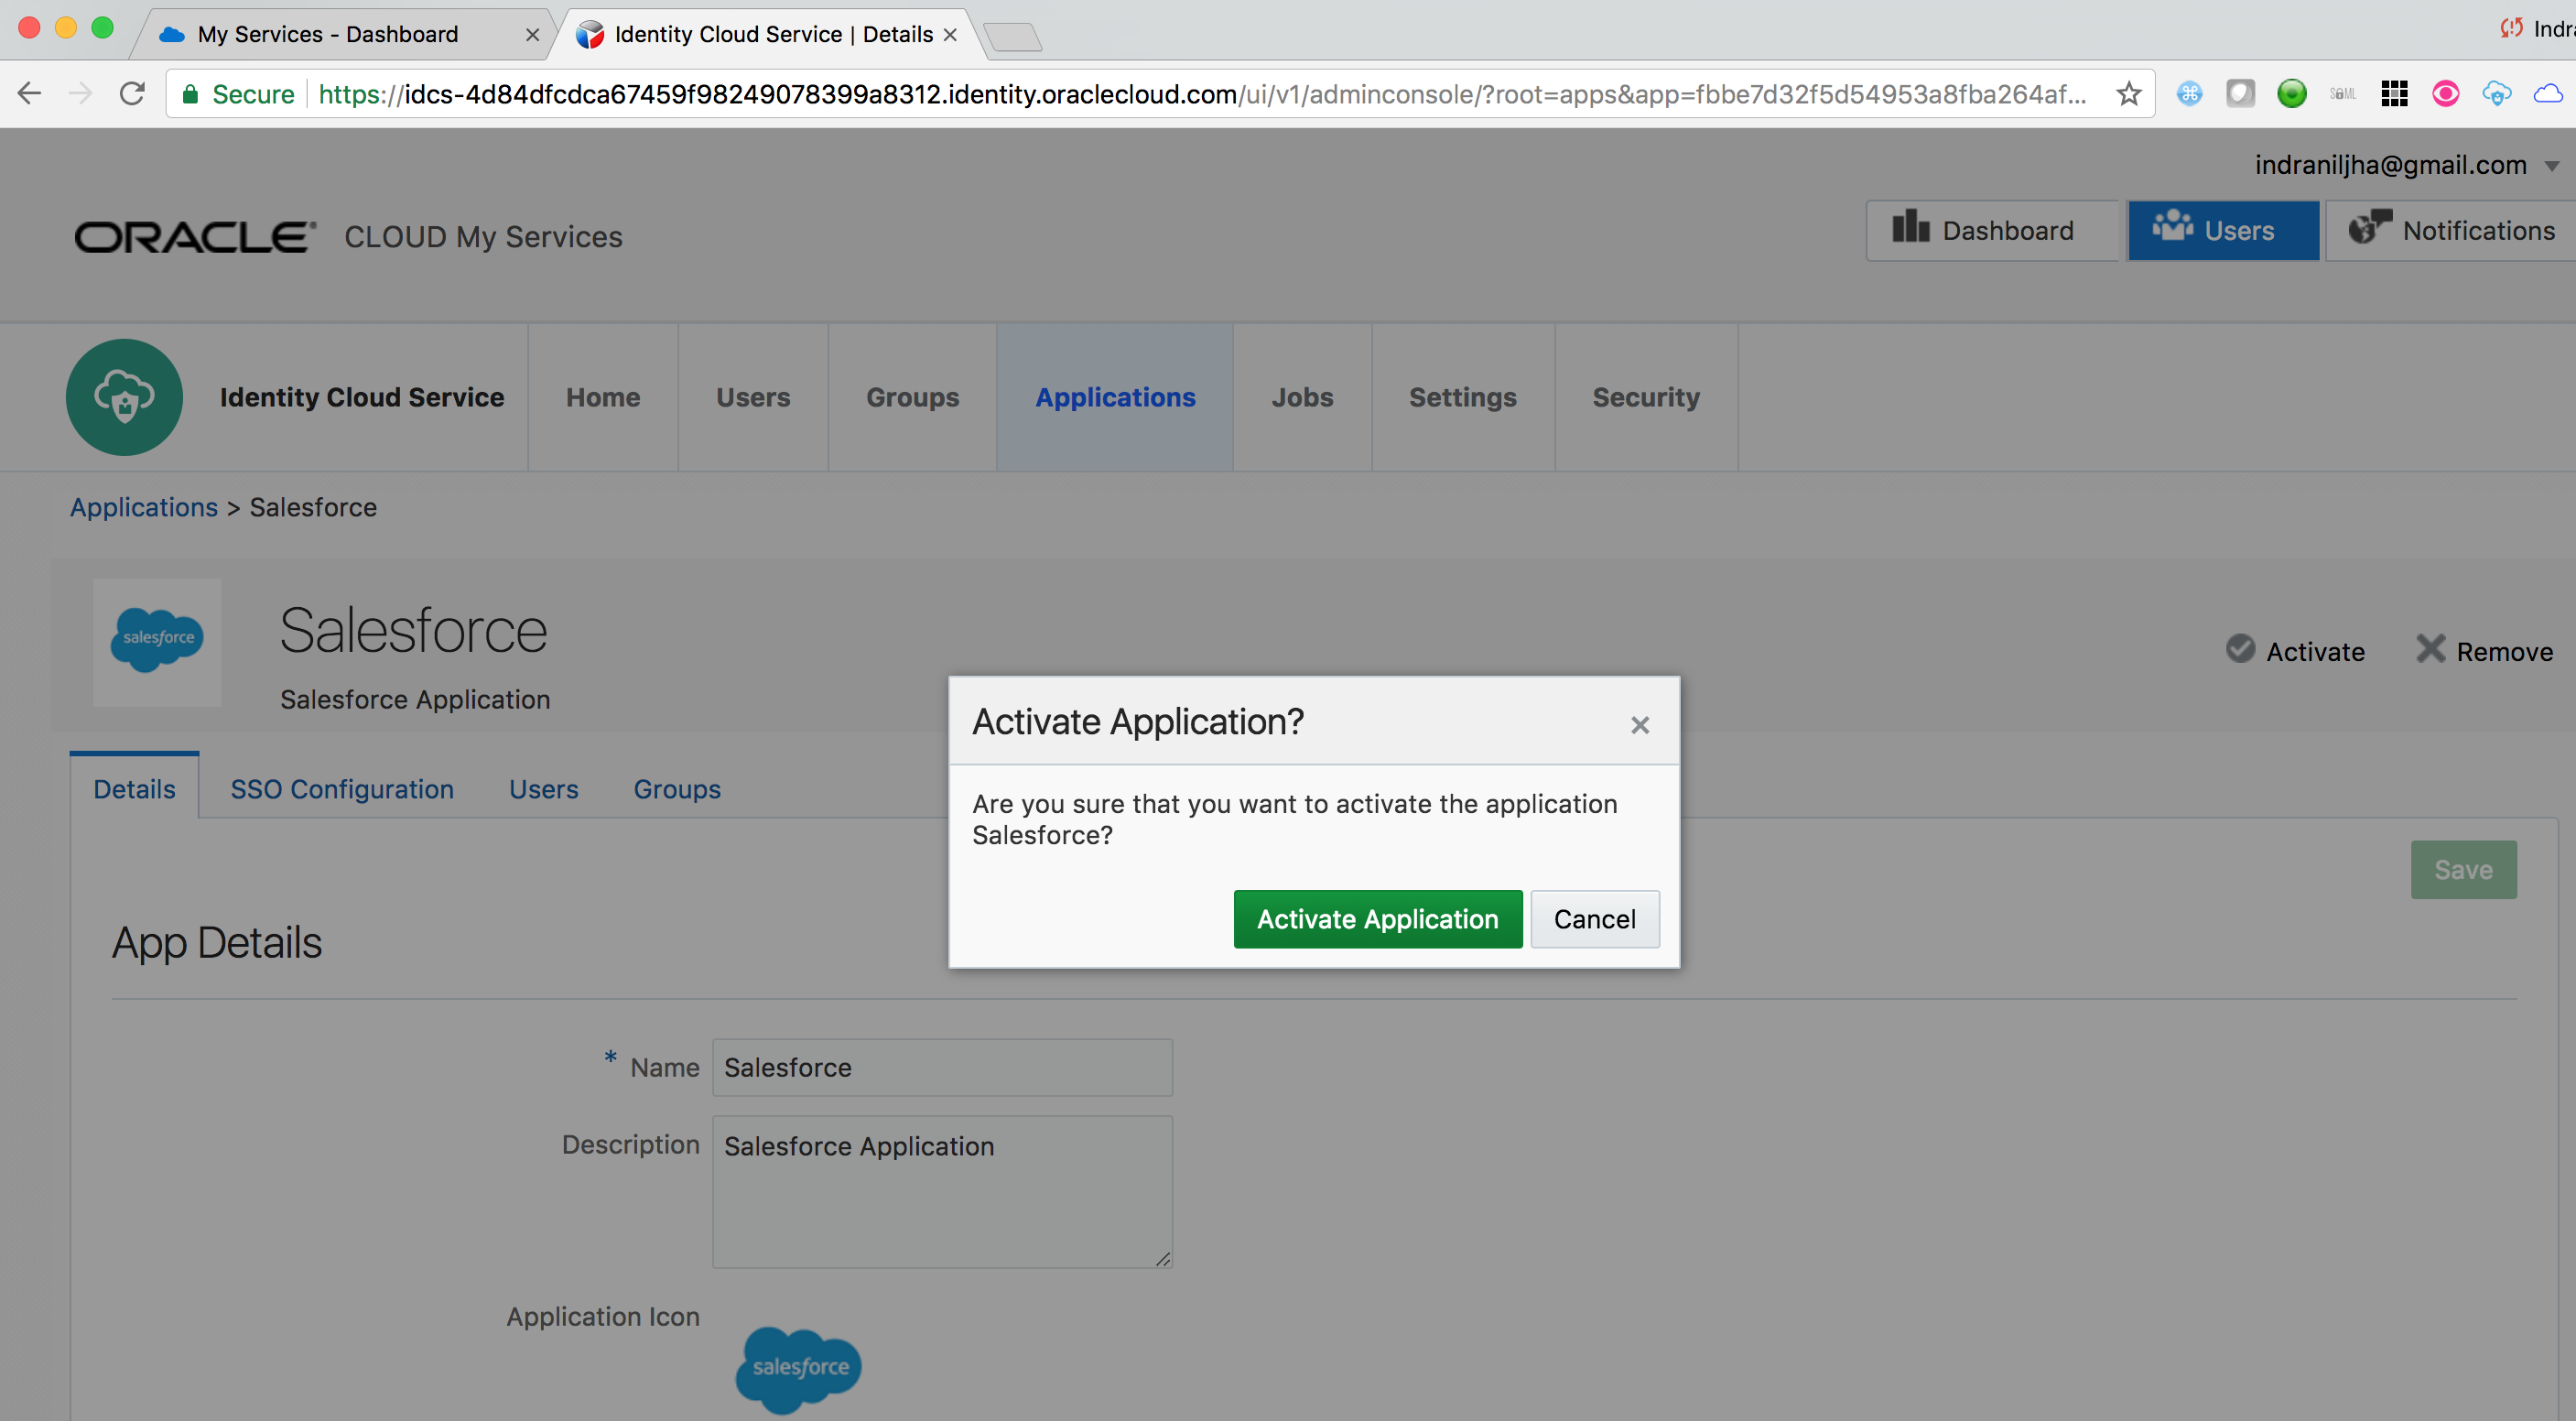 My Services - Dashboard
Identity Cloud Service | Details
Secure https://idcs-4d84dfcdca67459f98249078399a8312.identity.oraclecloud.com/ui/v1/adminconsole/?root=apps&app=fbbe7d32f5d54953a8fba264af...
indraniljha@gmail.com
ORACLE CLOUD My Services
Dashboard
Users
Notifications
Identity Cloud Service
Home
Users
Groups
Applications
Jobs
Settings
Security
Applications > Salesforce
salesforce
Salesforce
Salesforce Application
Activate
Remove
Details
SSO Configuration
Users
Groups
Activate Application?
Are you sure that you want to activate the application
Salesforce?
Activate Application
Cancel
Save
App Details
* Name
Salesforce
Description
Salesforce Application
Application Icon
salesforce